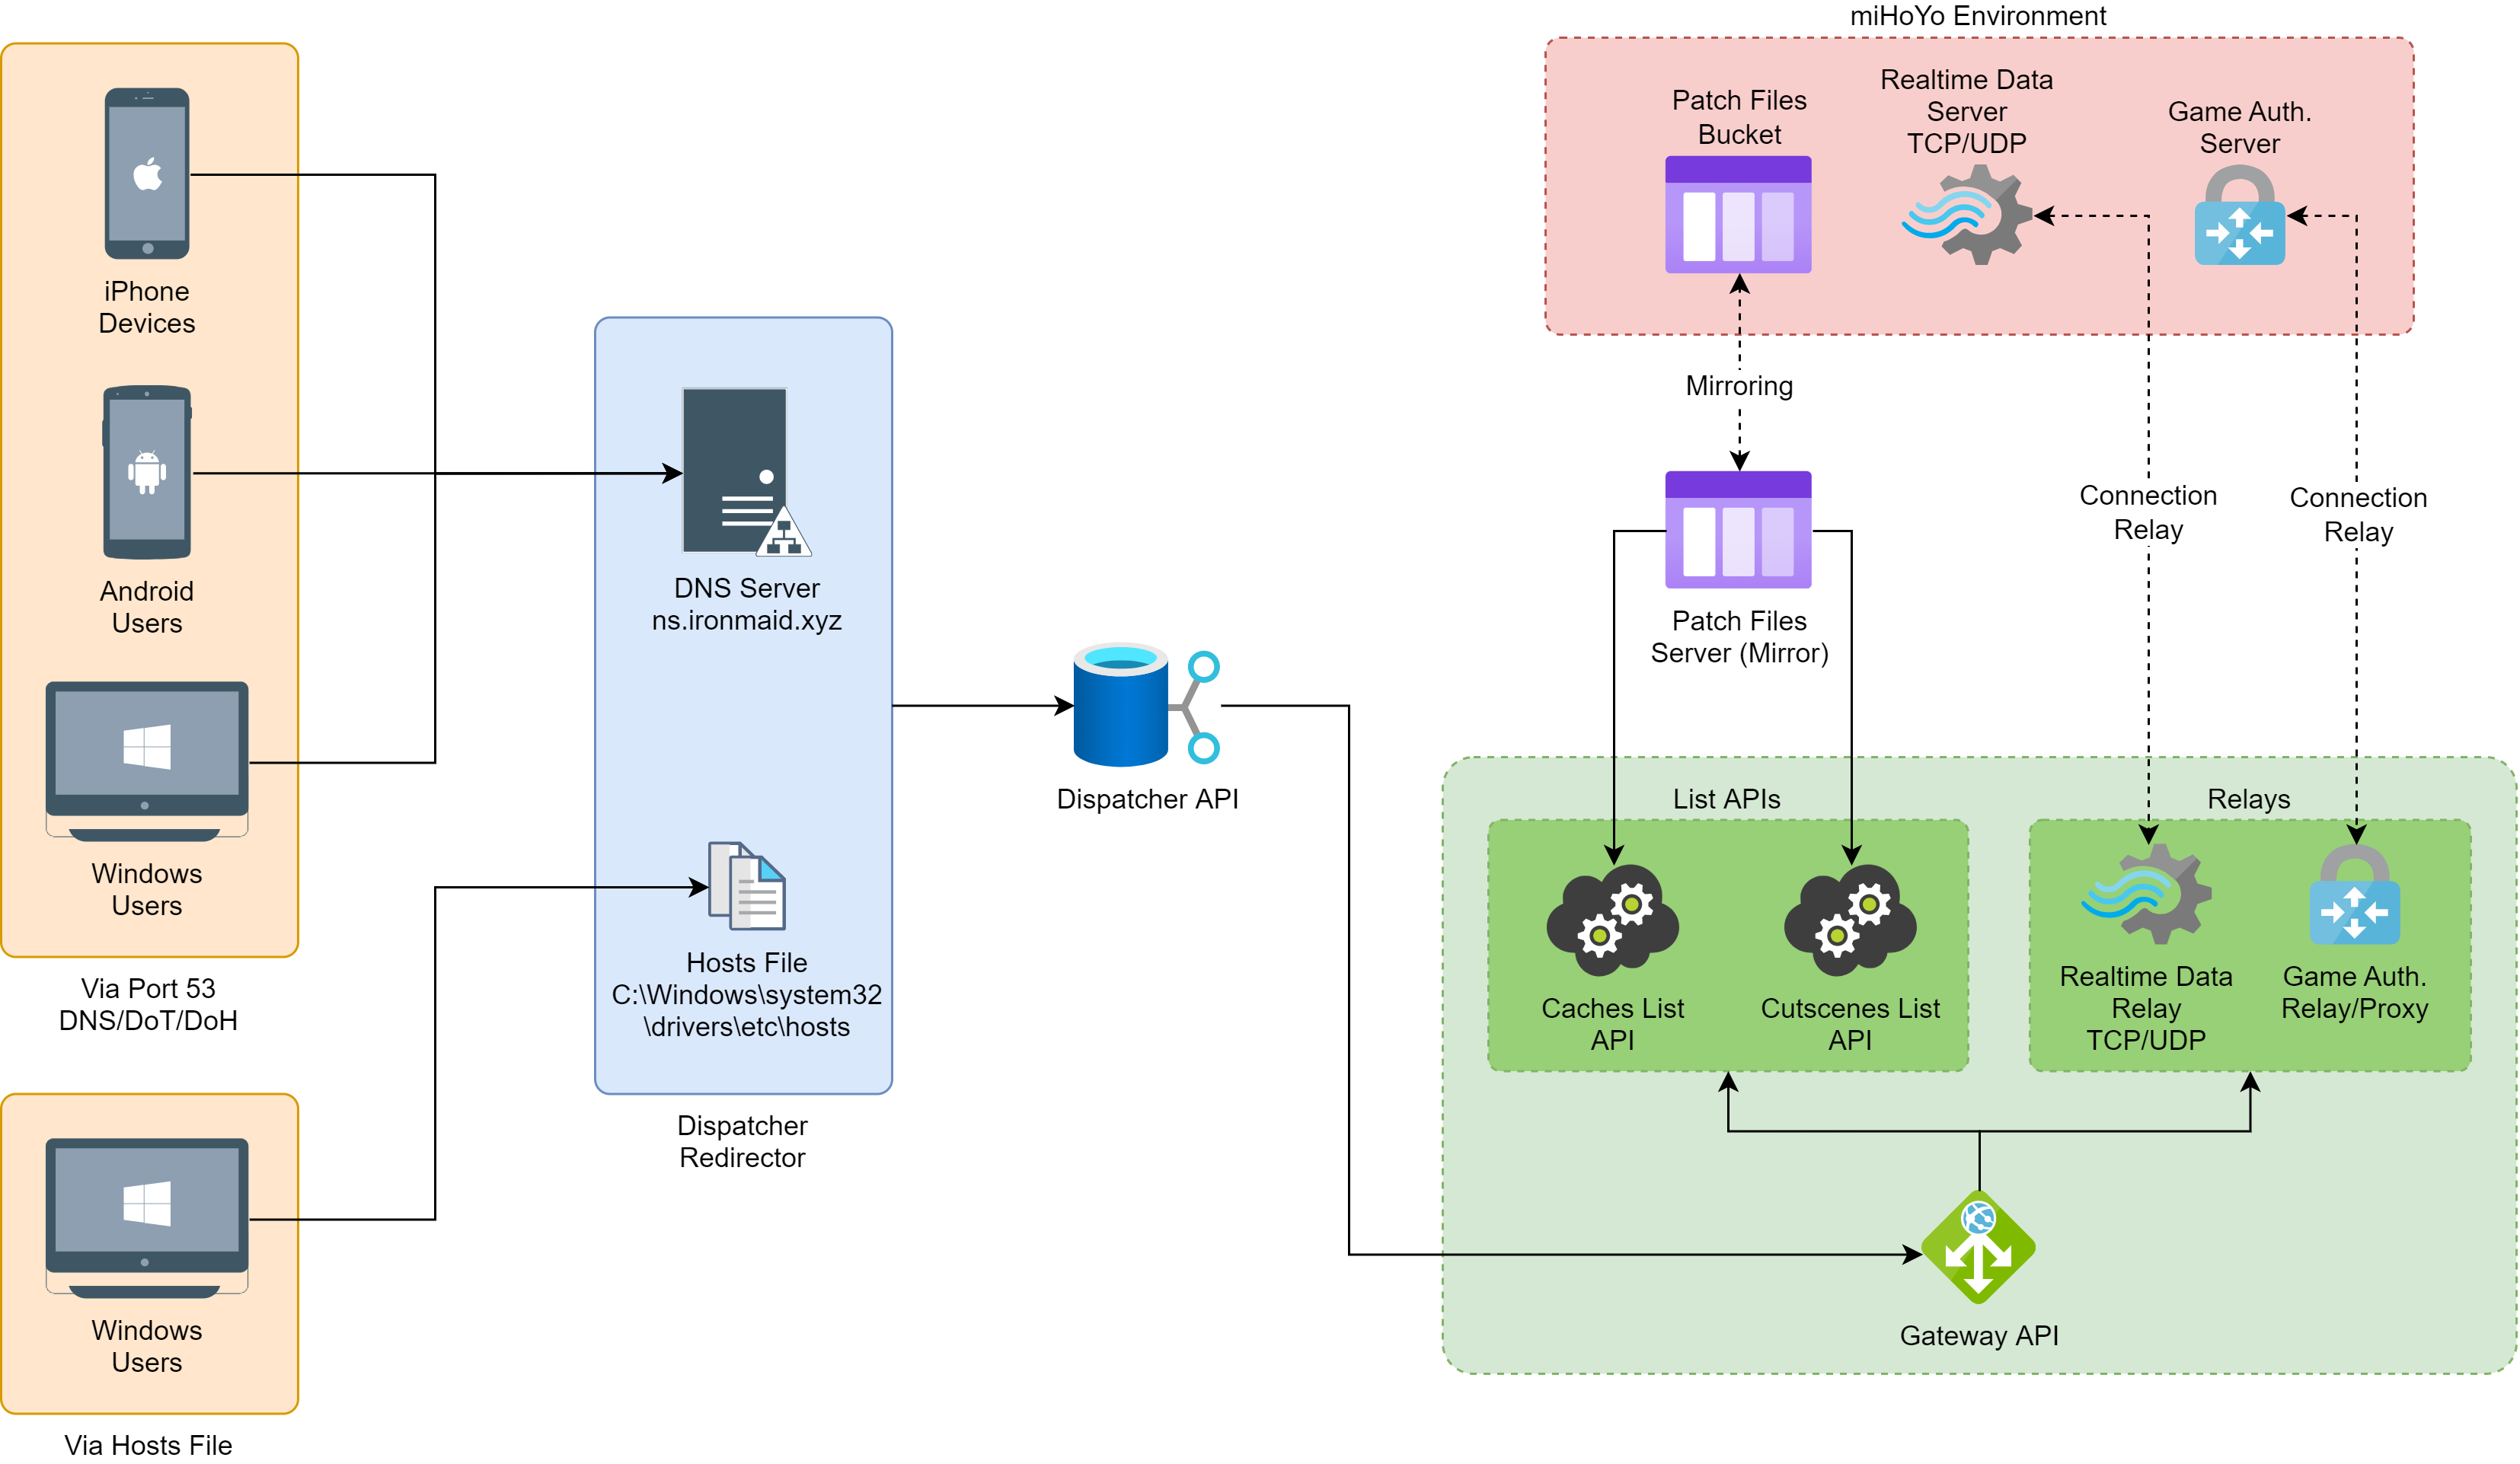 miHoYo Environment
Patch Files
Bucket
Realtime Data
Server
TCP/UDP
Game Auth.
Server
iPhone
Devices
Android
Users
Windows
Users
Via Port 53
DNS/DoT/DoH
Windows
Users
Via Hosts File
DNS Server
ns.ironmaid.xyz
Hosts File
C:\Windows\system32
\drivers\etc\hosts
Dispatcher
Redirector
Dispatcher API
Mirroring
Connection
Relay
Connection
Relay
Patch Files
Server (Mirror)
List APIs
Relays
Caches List
API
Cutscenes List
API
Realtime Data
Relay
TCP/UDP
Game Auth.
Relay/Proxy
Gateway API